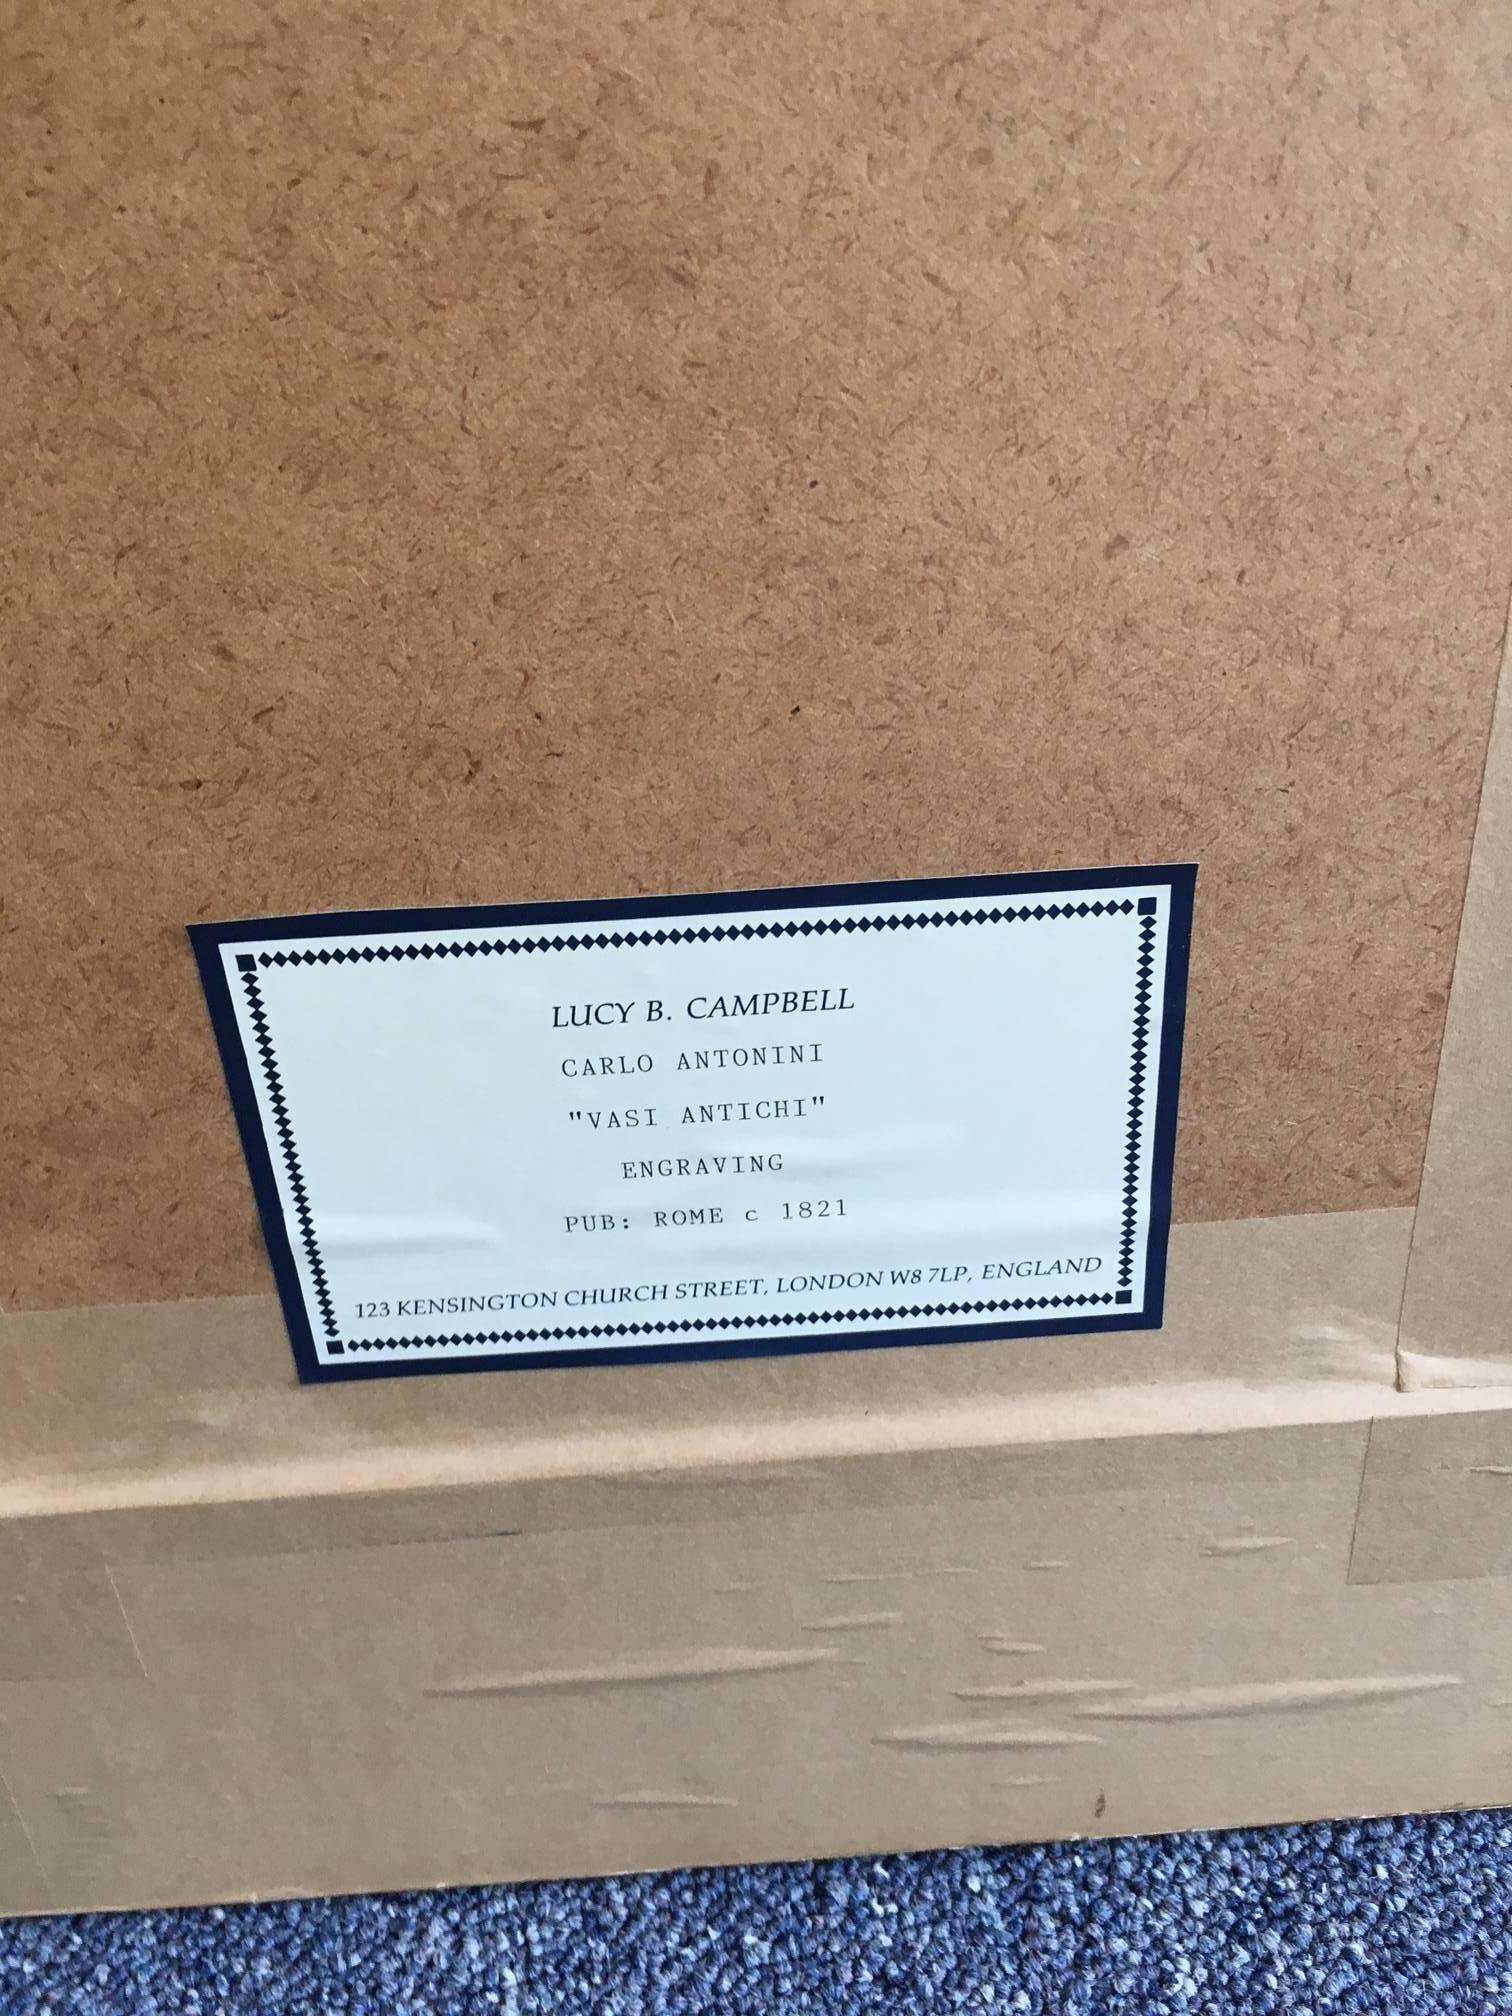 LUCY B. CAMPBELL
CARLO ANTONINI
"VASI ANTICHI"
ENGRAVING
PUB: ROME c 1821
123 KENSINGTON CHURCH STREET, LONDON W8 7LP, ENGLAND